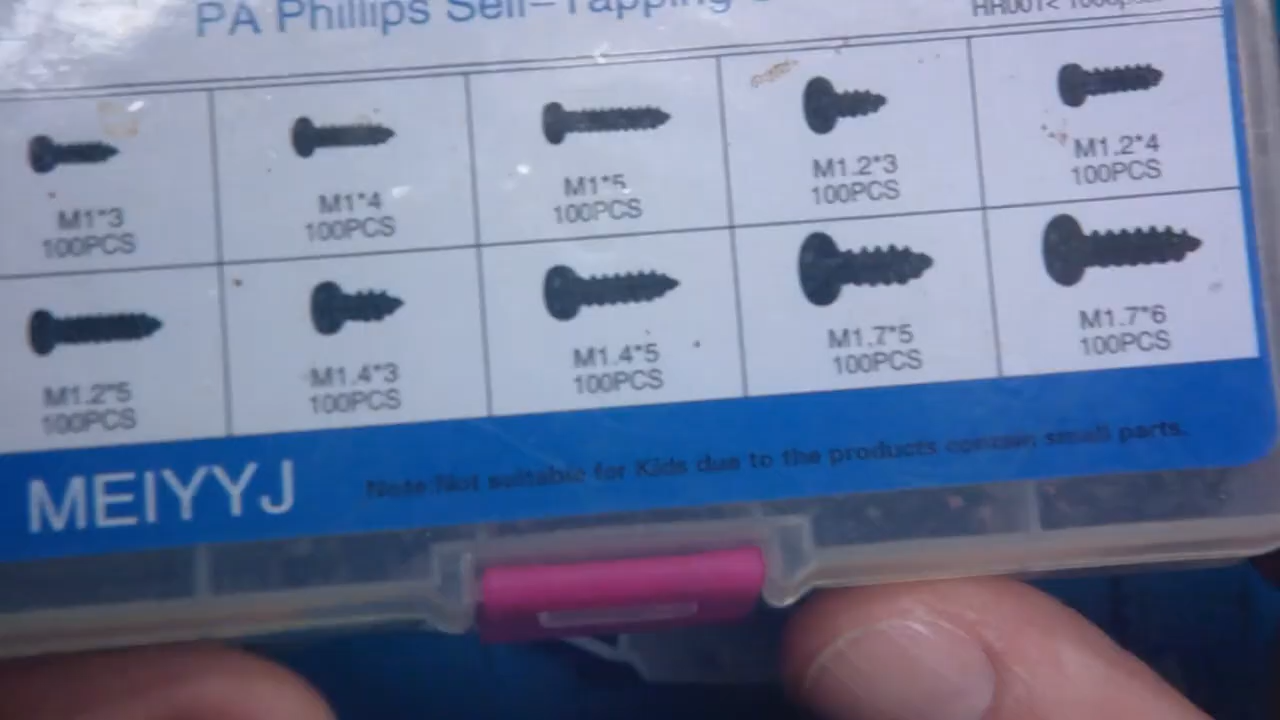 PA Phillips Self-Tapping
M1*3
100PCS
M1*4
100PCS
M1*5
100PCS
M1.2*3
100PCS
M1.2*4
100PCS
M1.2*5
100PCS
M1.4*3
100PCS
M1.4*5
100PCS
M1.7*5
100PCS
M1.7*6
100PCS
MEIYYJ
Note:Not suitable for Kids due to the products contain small parts.